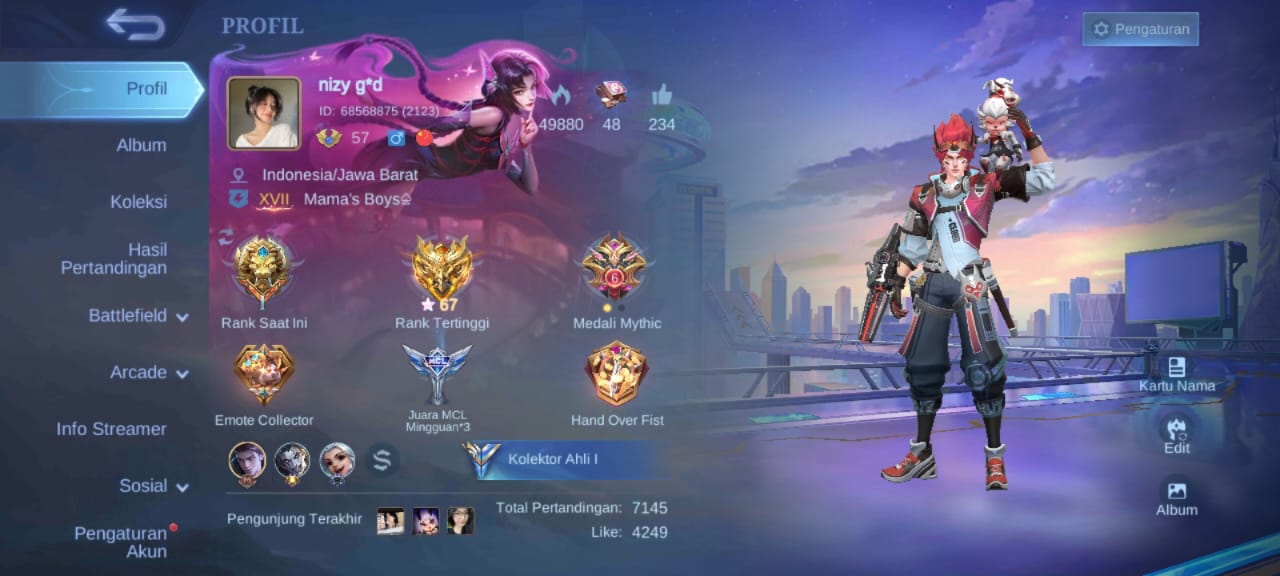 PROFIL
Pengaturan
Profil
Album
Koleksi
Hasil
Pertandingan
Battlefield
Arcade
Info Streamer
Sosial
Pengaturan
Akun
nizy g*d
ID: 68568875 (2123)
57
49880
48
234
Indonesia/Jawa Barat
XVII Mama's Boys
Rank Saat Ini
67
Rank Tertinggi
6
Medali Mythic
Emote Collector
MCL
Juara MCL
Mingguan*3
Hand Over Fist
Kolektor Ahli I
Pengunjung Terakhir
Total Pertandingan: 7145
Like: 4249
Kartu Nama
Edit
Album